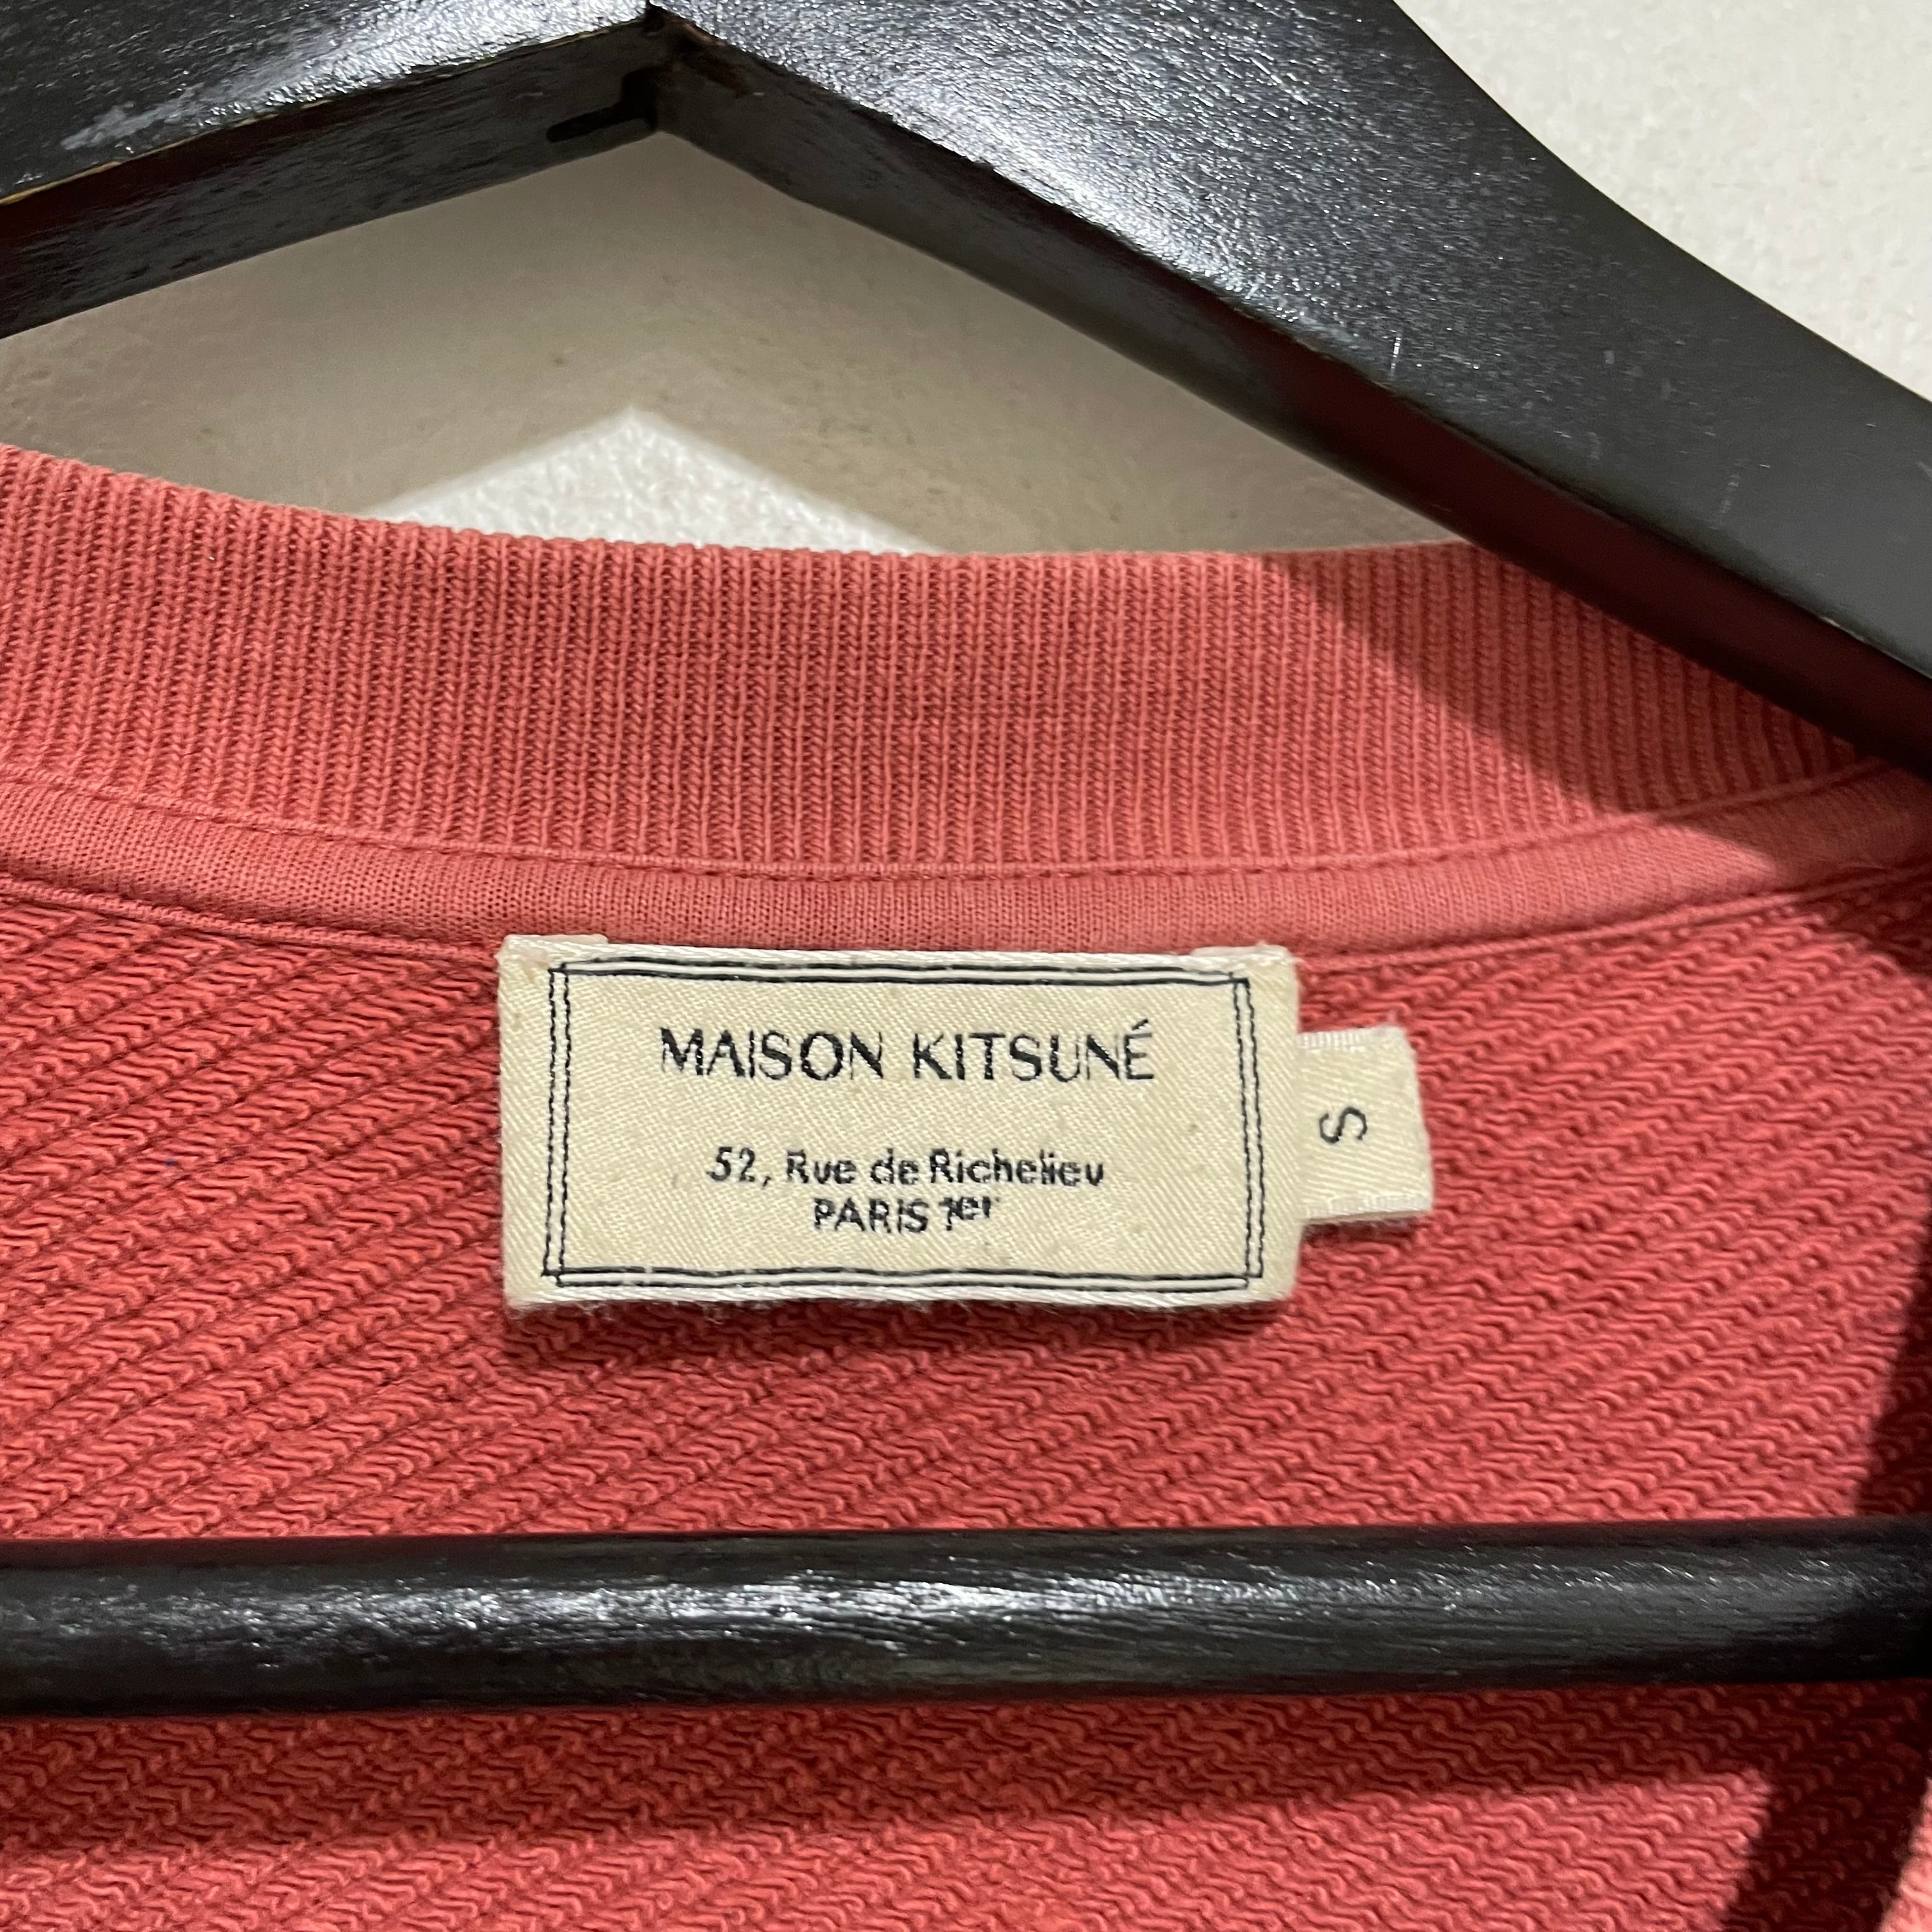 MAISON KITSUNÉ
52, Rue de Richelieu
PARIS 1er
S